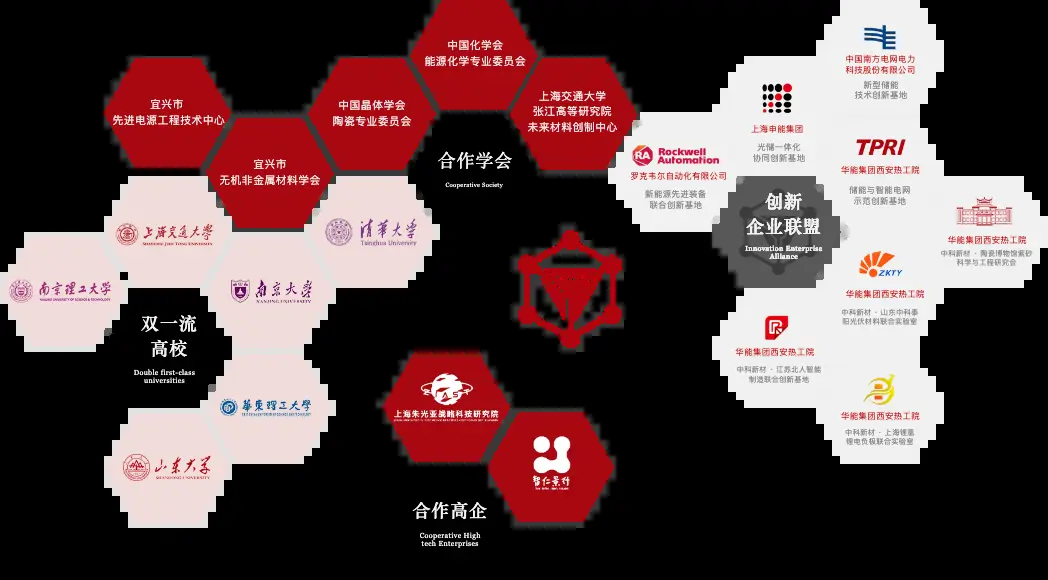 中国化学会
能源化学专业委员会
宜兴市
先进电源工程技术中心
中国晶体学会
陶瓷专业委员会
上海交通大学
张江高等研究院
未来材料创制中心
宜兴市
无机非金属材料学会
合作学会
Cooperative Society
上海交通大学
SHANGHAI JIAO TONG UNIVERSITY
清華大学
Tsinghua University
南京理工大学
NANJING UNIVERSITY OF SCIENCE & TECHNOLOGY
南京大学
NANJING UNIVERSITY
双一流
高校
Double first-class
universities
華東理工大學
山东大学
SHANDONG UNIVERSITY
上海朱光亚战略科技研究院
智仁景行
合作高企
Cooperative High
tech Enterprises
中国南方电网电力
科技股份有限公司
新型储能
技术创新基地
上海申能集团
光储一体化
协同创新基地
RA Rockwell
Automation
罗克韦尔自动化有限公司
新能源先进装备
联合创新基地
TPRI
华能集团西安热工院
储能与智能电网
示范创新基地
创新
企业联盟
Innovation Enterprise
Alliance
华能集团西安热工院
中科新材·陶瓷博物馆紫砂
科学与工程研究会
ZKTY
华能集团西安热工院
中科新材·山东中科泰
阳光伏材料联合实验室
华能集团西安热工院
中科新材·江苏北人智能
制造联合创新基地
华能集团西安热工院
中科新材·上海锂凰
锂电负极联合实验室